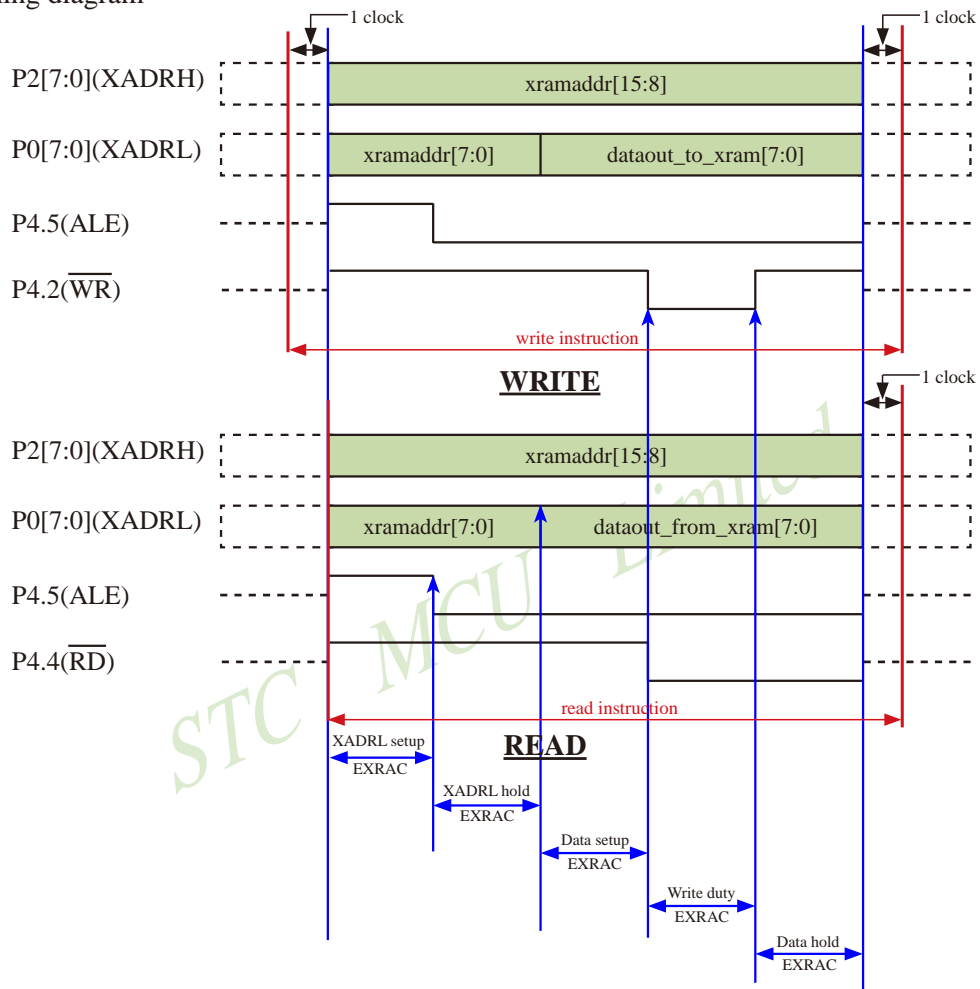 diagram
1 clock
1 clock
P2[7:0](XADRH)
xramaddr[15:8]
P0[7:0](XADRL)
xramaddr[7:0]
dataout_to_xram[7:0]
P4.5(ALE)
P4.2(W̅R̅)
write instruction
WRITE
1 clock
P2[7:0](XADRH)
xramaddr[15:8]
P0[7:0](XADRL)
xramaddr[7:0]
dataout_from_xram[7:0]
P4.5(ALE)
P4.4(R̅D̅)
read instruction
READ
XADRL setup
EXRAC
XADRL hold
EXRAC
Data setup
EXRAC
Write duty
EXRAC
Data hold
EXRAC
STC MCU Limited